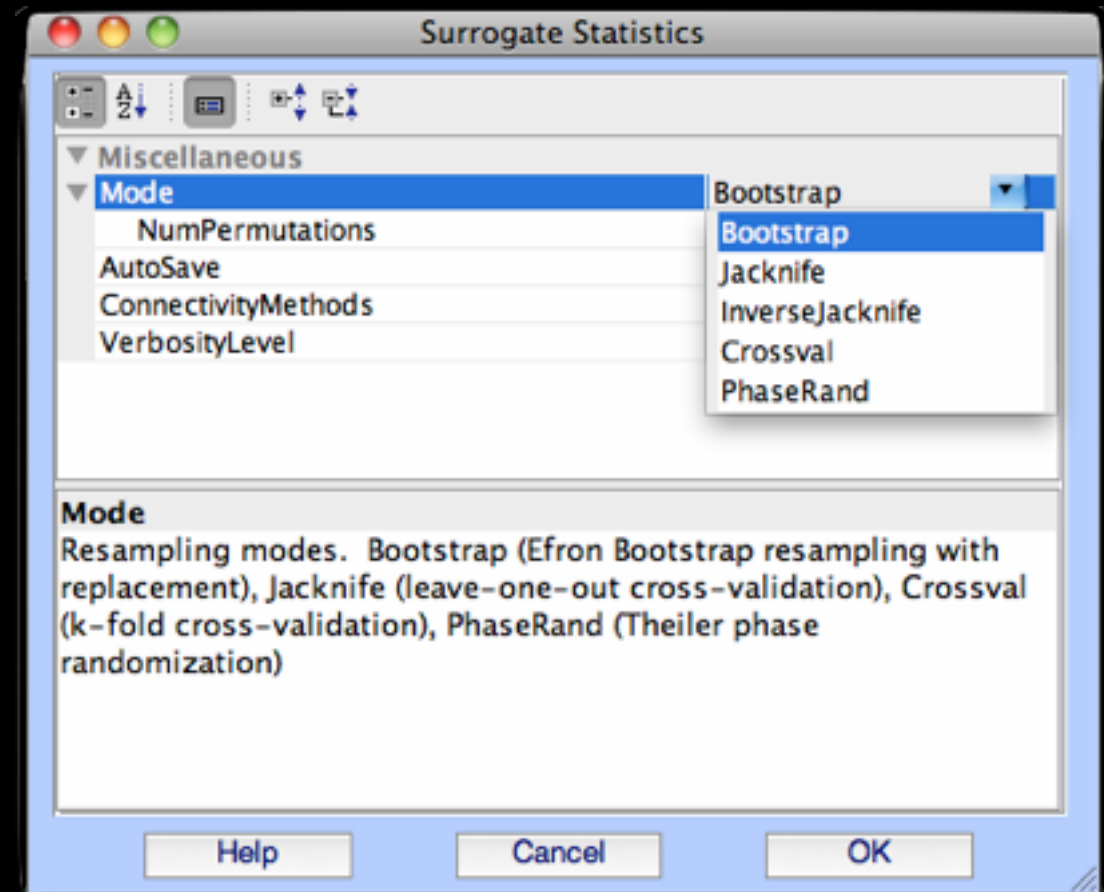 Surrogate Statistics
Miscellaneous
Mode
Bootstrap
NumPermutations
AutoSave
ConnectivityMethods
VerbosityLevel
Bootstrap
Jacknife
InverseJacknife
Crossval
PhaseRand
Mode
Resampling modes.  Bootstrap (Efron Bootstrap resampling with
replacement), Jacknife (leave-one-out cross-validation), Crossval
(k-fold cross-validation), PhaseRand (Theiler phase
randomization)
Help
Cancel
OK